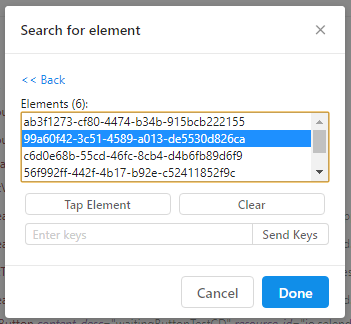 Search for element
<< Back
Elements (6):
ab3f1273-cf80-4474-b34b-915bcb222155
99a60f42-3c51-4589-a013-de5530d826ca
c6d0e68b-55cd-46fc-8cb4-d4b6fb89d6f9
56f992ff-442f-4b17-b92e-c52411852f9c
Tap Element
Clear
Enter keys
Send Keys
Cancel
Done